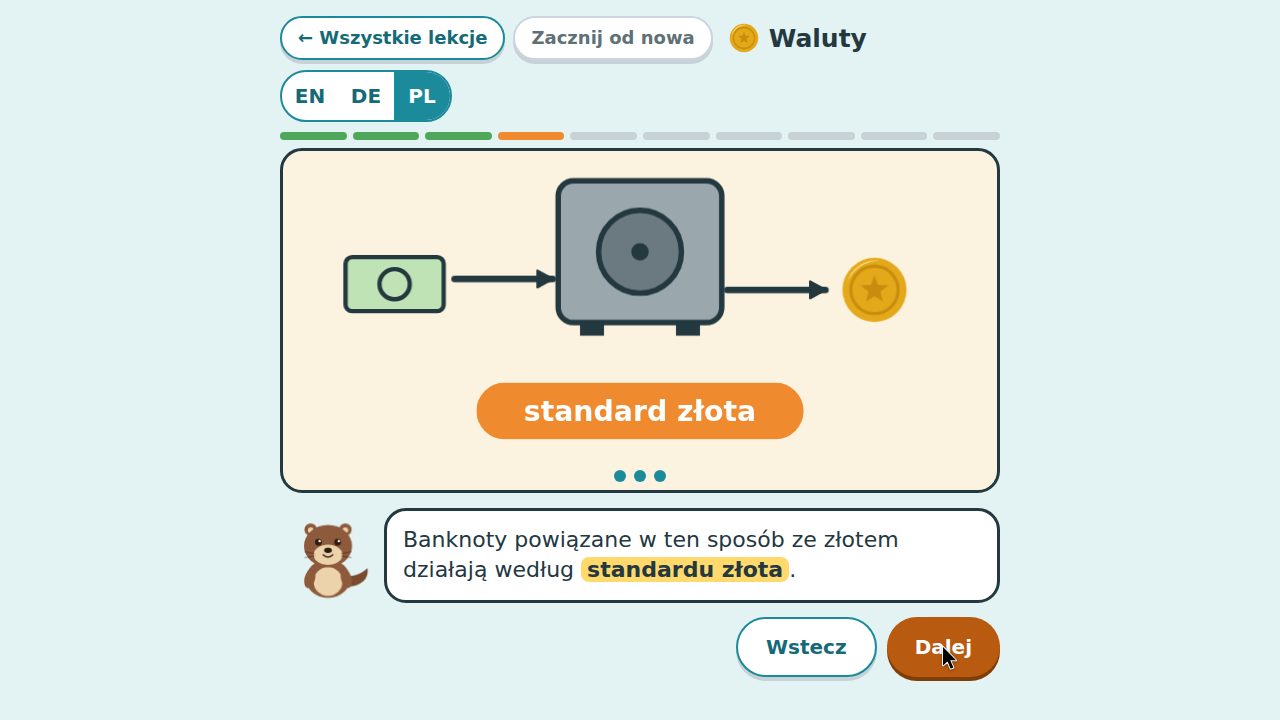 ← Wszystkie lekcje
Zacznij od nowa
Waluty
EN DE PL
standard złota
Banknoty powiązane w ten sposób ze złotem
działają według standardu złota.
Wstecz
Dalej